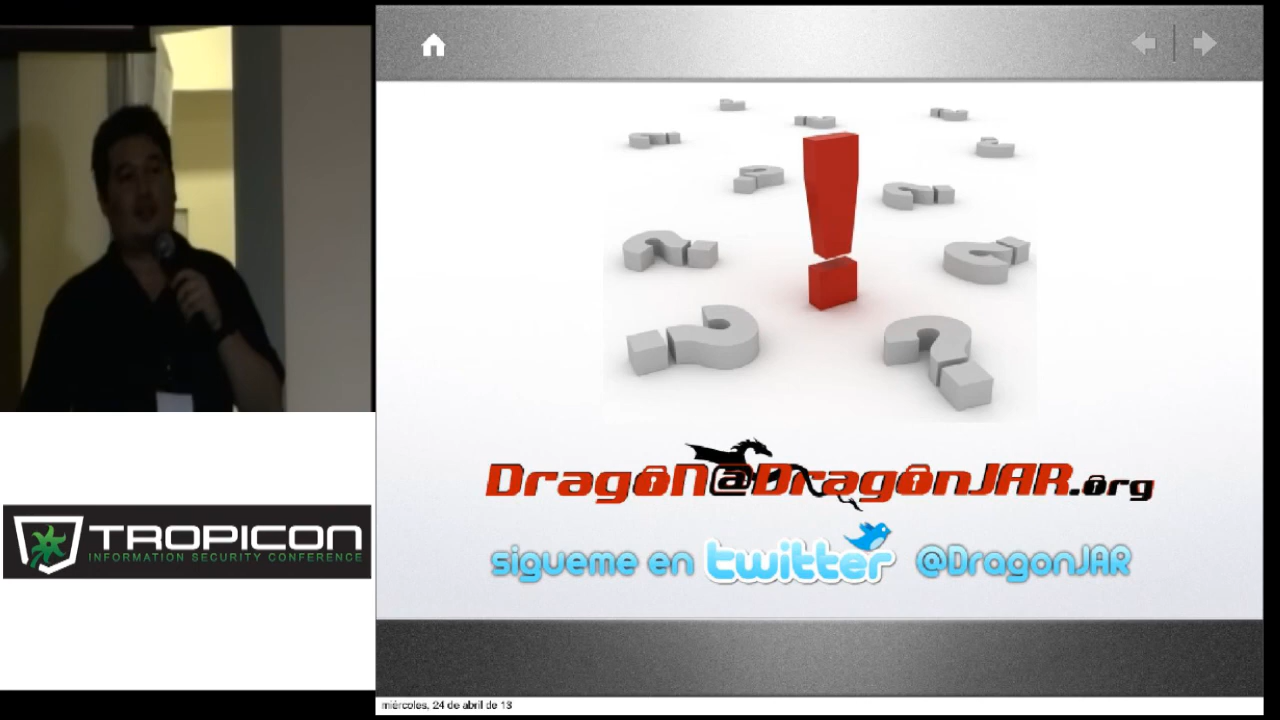 TROPICON
INFORMATION SECURITY CONFERENCE
Dragon@DragonJAR.org
sigueme en twitter @DragonJAR
miércoles, 24 de abril de 13